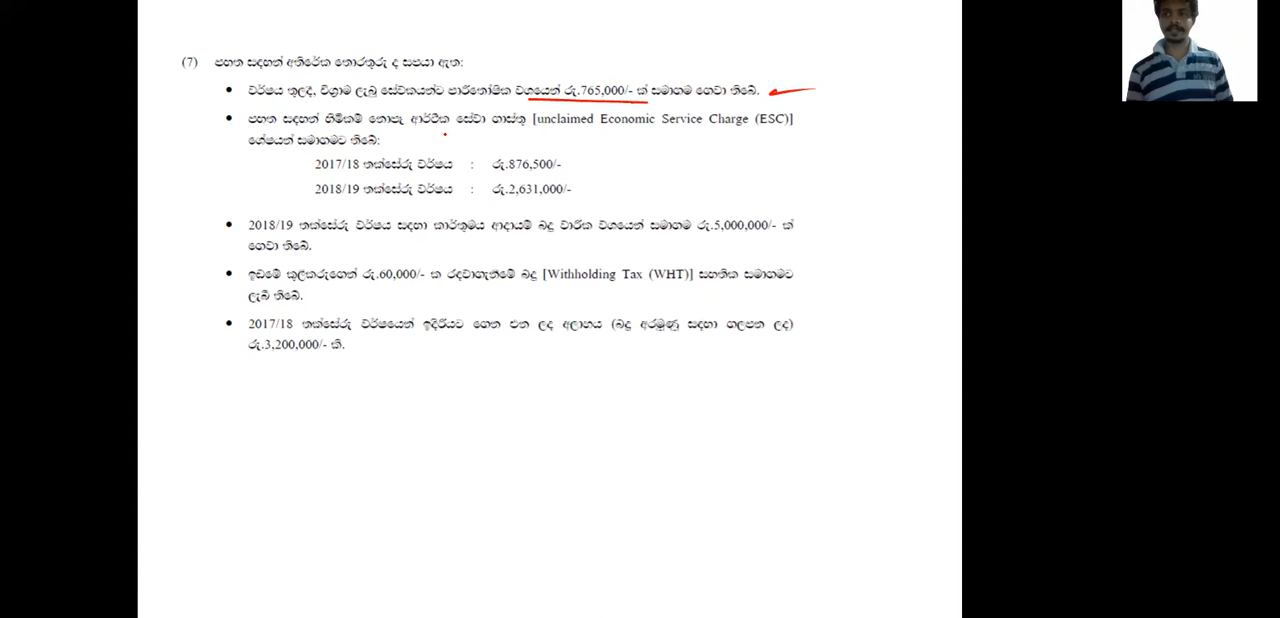 (7) පහත සඳහන් අතිරේක තොරතුරු ද සපයා ඇත:
• වර්ෂය තුලදී, විශ්‍රාම ලැබූ සේවකයන්ට පාරිතෝෂික වශයෙන් රු.765,000/- ක් සමාගම ගෙවා තිබේ.
• පහත සඳහන් හිමිකම් නොපෑ ආර්ථික සේවා ගාස්තු [unclaimed Economic Service Charge (ESC)]
ශේෂයන් සමාගමට තිබේ:
2017/18 තක්සේරු වර්ෂය : රු.876,500/-
2018/19 තක්සේරු වර්ෂය : රු.2,631,000/-
• 2018/19 තක්සේරු වර්ෂය සඳහා කාර්තුමය ආදායම් බදු වාරික වශයෙන් සමාගම රු.5,000,000/- ක්
ගෙවා තිබේ.
• ඉඩමේ කුලකරුගෙන් රු.60,000/- ක රඳවාගැනීමේ බදු [Withholding Tax (WHT)] සහතික සමාගමට
ලැබී තිබේ.
• 2017/18 තක්සේරු වර්ෂයෙන් ඉදිරියට ගෙන එන ලද අලාභය (බදු අරමුණු සඳහා ගලපන ලද)
රු.3,200,000/- කි.